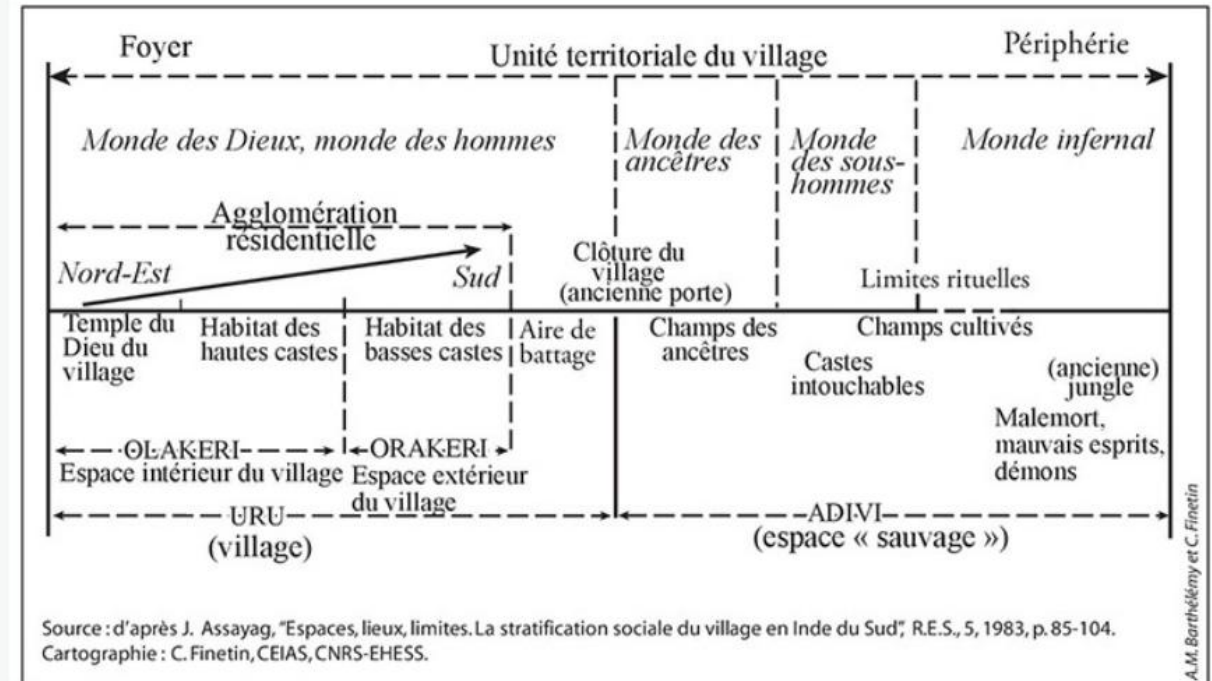 Foyer
Unité territoriale du village
Périphérie
Monde des Dieux, monde des hommes
Monde des
ancêtres
Monde
des sous-
hommes
Monde infernal
Agglomération
résidentielle
Nord-Est
Sud
Clôture du
village
(ancienne porte)
Limites rituelles
Temple du
Dieu du
village
Habitat des
hautes castes
Habitat des
basses castes
Aire de
battage
Champs des
ancêtres
Champs cultivés
Castes
intouchables
(ancienne)
jungle
Malemort,
mauvais esprits,
démons
OLAKERI
Espace intérieur du village
ORAKERI
Espace extérieur
du village
URU
(village)
ADIVI
(espace « sauvage »)
Source : d'après J. Assayag, "Espaces, lieux, limites. La stratification sociale du village en Inde du Sud", R.E.S., 5, 1983, p. 85-104.
Cartographie : C. Finetin, CEIAS, CNRS-EHESS.
A.M. Barthélémy et C. Finetin